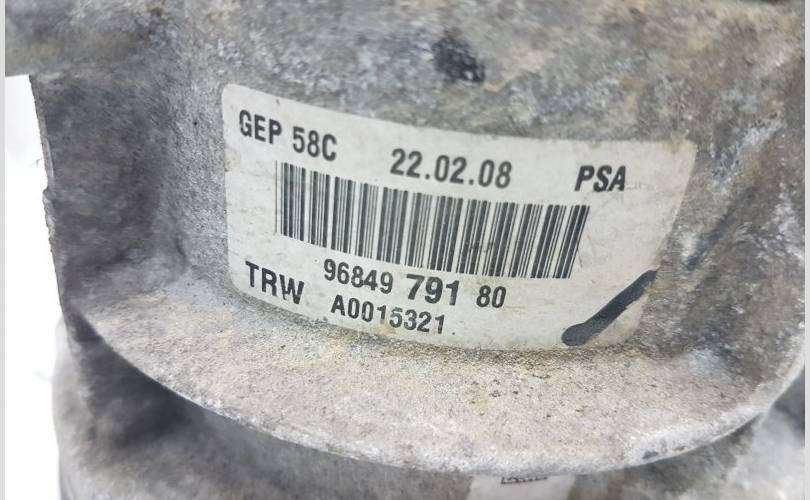 GEP 58C 22.02.08 PSA
96849 791 80
TRW A0015321